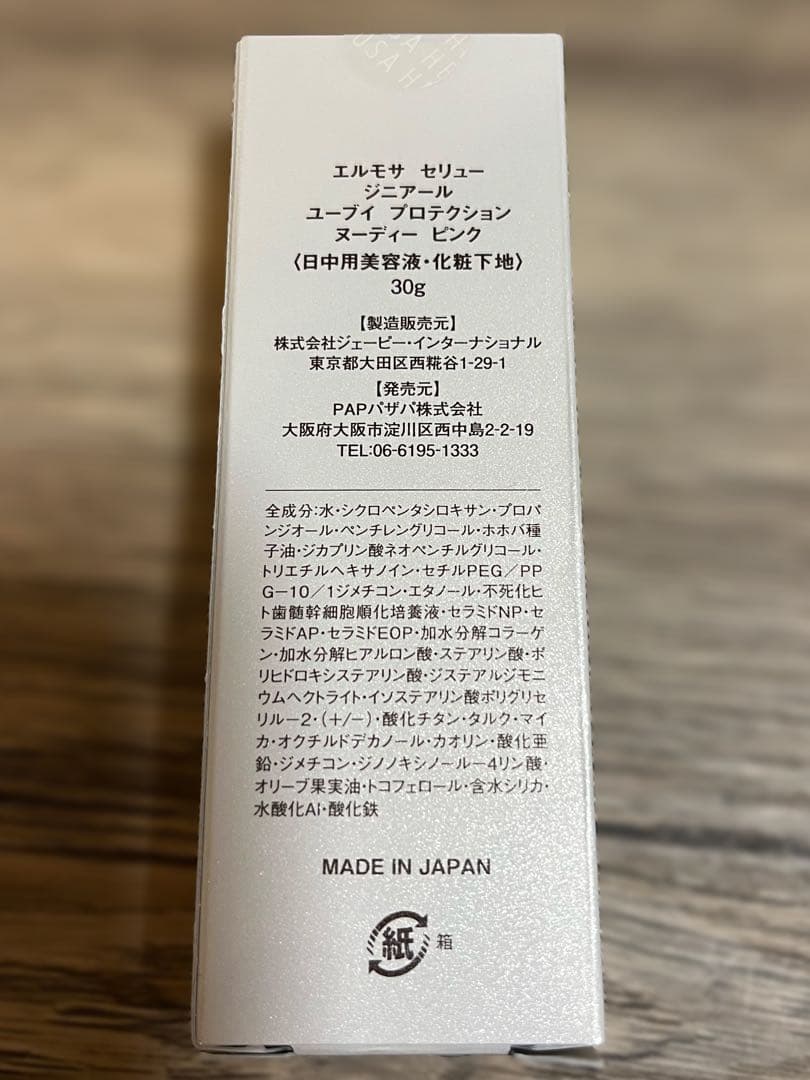 USA H
エルモサ セリュー
ジニアール
ユーブイ プロテクション
ヌーディー ピンク
〈日中用美容液・化粧下地〉
30g
【製造販売元】
株式会社ジェーピー・インターナショナル
東京都大田区西糀谷1-29-1
【発売元】
PAPパザパ株式会社
大阪府大阪市淀川区西中島2-2-19
TEL:06-6195-1333
全成分:水・シクロペンタシロキサン・プロパ
ンジオール・ペンチレングリコール・ホホバ種
子油・ジカプリン酸ネオペンチルグリコール・
トリエチルヘキサノイン・セチルPEG／PP
G－10／1ジメチコン・エタノール・不死化ヒ
ト歯髄幹細胞順化培養液・セラミドNP・セ
ラミドAP・セラミドEOP・加水分解コラーゲ
ン・加水分解ヒアルロン酸・ステアリン酸・ポ
リヒドロキシステアリン酸・ジステアルジモニ
ウムヘクトライト・イソステアリン酸ポリグリセ
リル－2・(＋/－)・酸化チタン・タルク・マイ
カ・オクチルドデカノール・カオリン・酸化亜
鉛・ジメチコン・ジノノキシノール－4リン酸・
オリーブ果実油・トコフェロール・含水シリカ・
水酸化Al・酸化鉄
MADE IN JAPAN
紙 箱